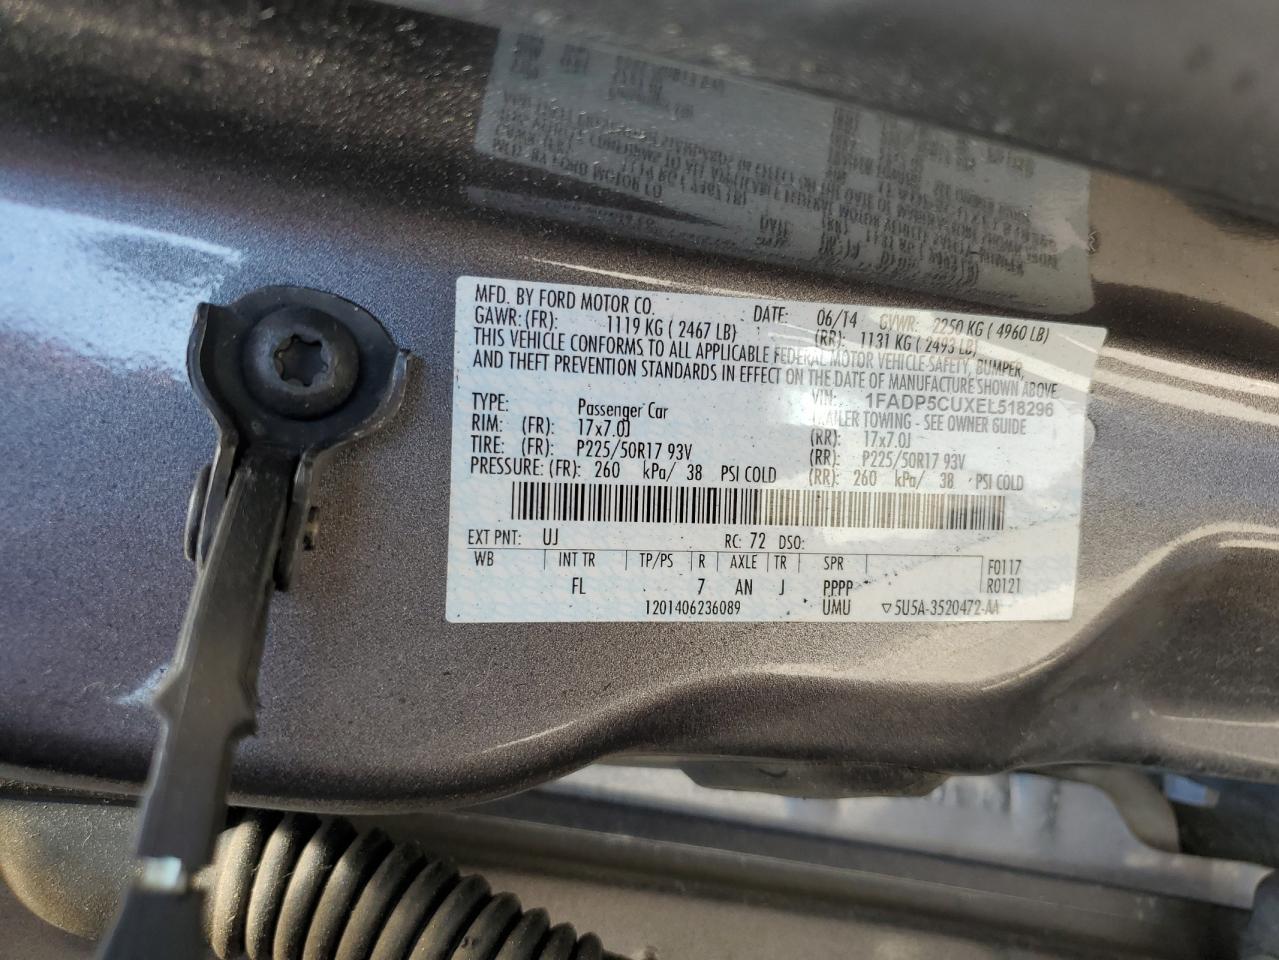 MFD. BY FORD MOTOR CO. DATE: 06/14 GVWR: 2250 KG ( 4960 LB)
GAWR: (FR): 1119 KG ( 2467 LB) (RR): 1131 KG ( 2493 LB)
THIS VEHICLE CONFORMS TO ALL APPLICABLE FEDERAL MOTOR VEHICLE-SAFETY, BUMPER,
AND THEFT PREVENTION STANDARDS IN EFFECT ON THE DATE OF MANUFACTURE SHOWN ABOVE
VIN: 1FADP5CUXEL518296
TYPE: Passenger Car TRAILER TOWING - SEE OWNER GUIDE
RIM: (FR): 17x7.0J (RR): 17x7.0J
TIRE: (FR): P225/50R17 93V (RR): P225/50R17 93V
PRESSURE: (FR): 260 kPa/ 38 PSI COLD (RR): 260 kPa/ 38 PSI COLD
EXT PNT: UJ RC: 72 DSO:
WB INT TR TP/PS R AXLE TR SPR F0117
FL 7 AN J PPPP R0121
1201406236089 UMU ▽5U5A-3520472-AA